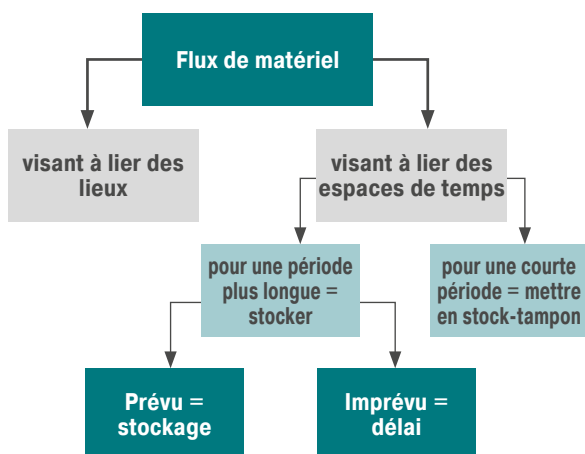 Flux de matériel
visant à lier des
lieux
visant à lier des
espaces de temps
pour une période
plus longue =
stocker
pour une courte
période = mettre
en stock-tampon
Prévu =
stockage
Imprévu =
délai